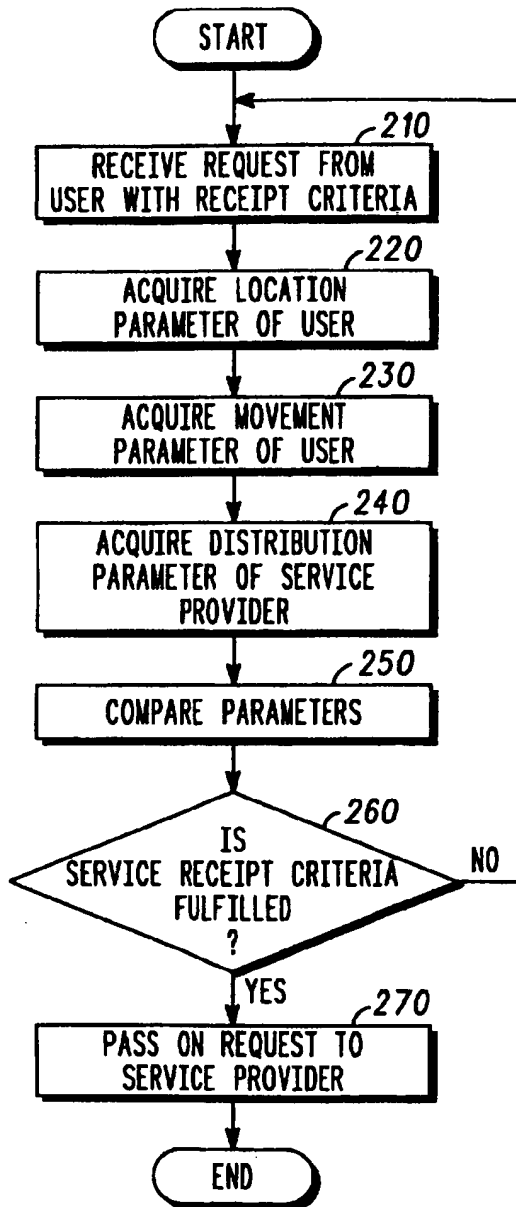 START
210
RECEIVE REQUEST FROM
USER WITH RECEIPT CRITERIA
220
ACQUIRE LOCATION
PARAMETER OF USER
230
ACQUIRE MOVEMENT
PARAMETER OF USER
240
ACQUIRE DISTRIBUTION
PARAMETER OF SERVICE
PROVIDER
250
COMPARE PARAMETERS
260
IS
SERVICE RECEIPT CRITERIA
FULFILLED
?
NO
YES
270
PASS ON REQUEST TO
SERVICE PROVIDER
END